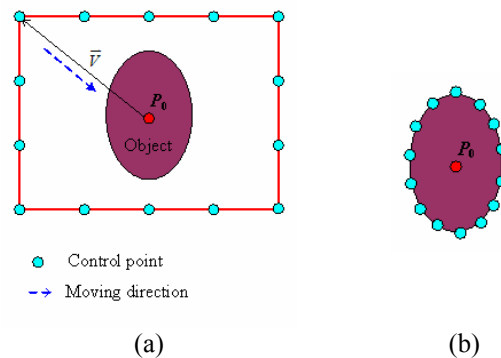 V̄
P₀
P₀
Object
Control point
Moving direction
(a)
(b)